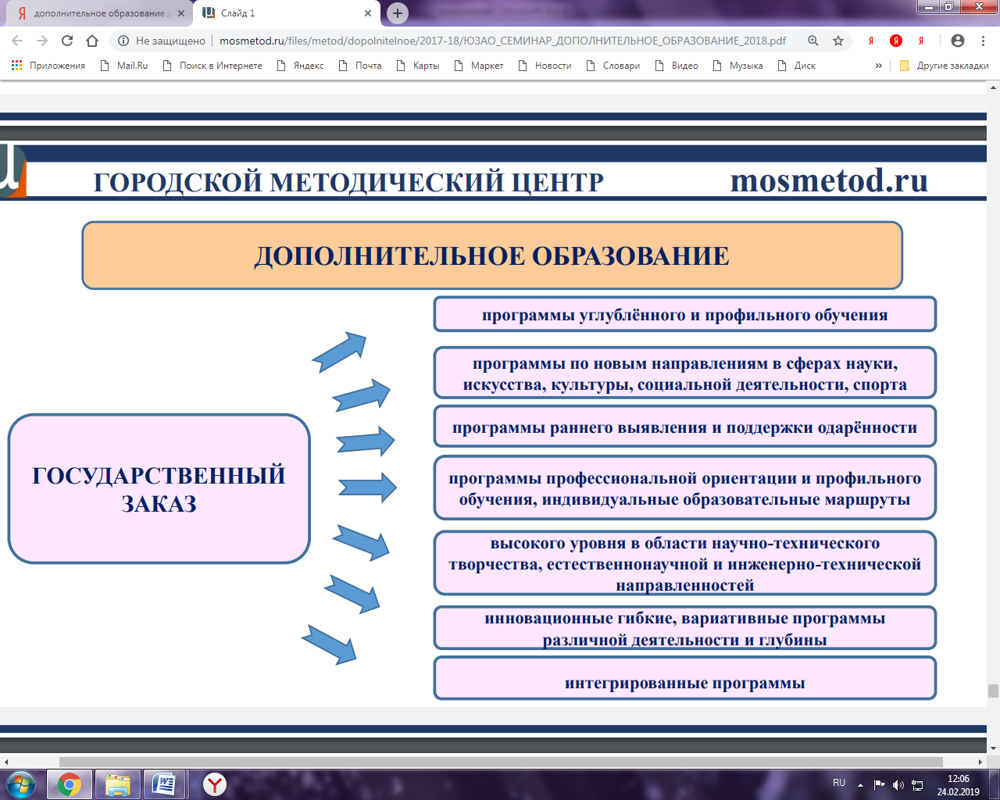 дополнительное образование д
Слайд 1
Не защищено
mosmetod.ru/files/metod/dopolnitelnoe/2017-18/ЮЗАО_СЕМИНАР_ДОПОЛНИТЕЛЬНОЕ_ОБРАЗОВАНИЕ_2018.pdf
Приложения Mail.Ru Поиск в Интернете Яндекс Почта Карты Маркет Новости Словари Видео Музыка Диск » Другие закладки
ГОРОДСКОЙ МЕТОДИЧЕСКИЙ ЦЕНТР mosmetod.ru
ДОПОЛНИТЕЛЬНОЕ ОБРАЗОВАНИЕ
ГОСУДАРСТВЕННЫЙ
ЗАКАЗ
программы углублённого и профильного обучения
программы по новым направлениям в сферах науки,
искусства, культуры, социальной деятельности, спорта
программы раннего выявления и поддержки одарённости
программы профессиональной ориентации и профильного
обучения, индивидуальные образовательные маршруты
высокого уровня в области научно-технического
творчества, естественнонаучной и инженерно-технической
направленностей
инновационные гибкие, вариативные программы
различной деятельности и глубины
интегрированные программы
RU
12:06
24.02.2019